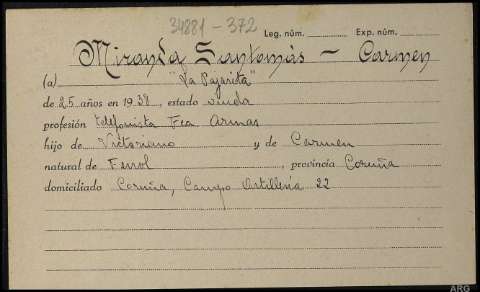 34881 - 372
Leg. núm. Exp. núm.
Miranda Santomás - Carmen
(a) "La Pajarita"
de 25 años en 1938, estado viuda
profesión telefonista Fca Armas
hijo de Victoriano y de Carmen
natural de Ferrol, provincia Coruña
domiciliado Coruña, Campo Artillería 22
ARG